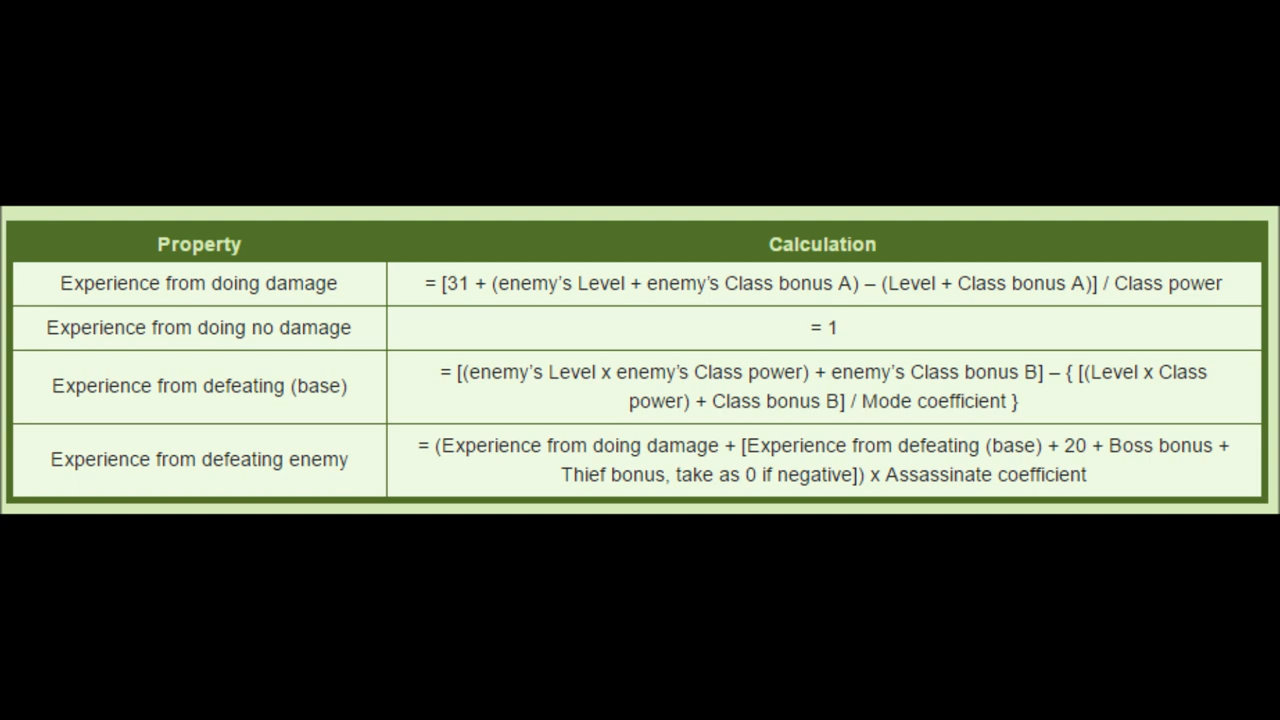 Property
Calculation
Experience from doing damage
= [31 + (enemy’s Level + enemy’s Class bonus A) – (Level + Class bonus A)] / Class power
Experience from doing no damage
= 1
Experience from defeating (base)
= [(enemy’s Level x enemy’s Class power) + enemy’s Class bonus B] – { [(Level x Class
power) + Class bonus B] / Mode coefficient }
Experience from defeating enemy
= (Experience from doing damage + [Experience from defeating (base) + 20 + Boss bonus +
Thief bonus, take as 0 if negative]) x Assassinate coefficient